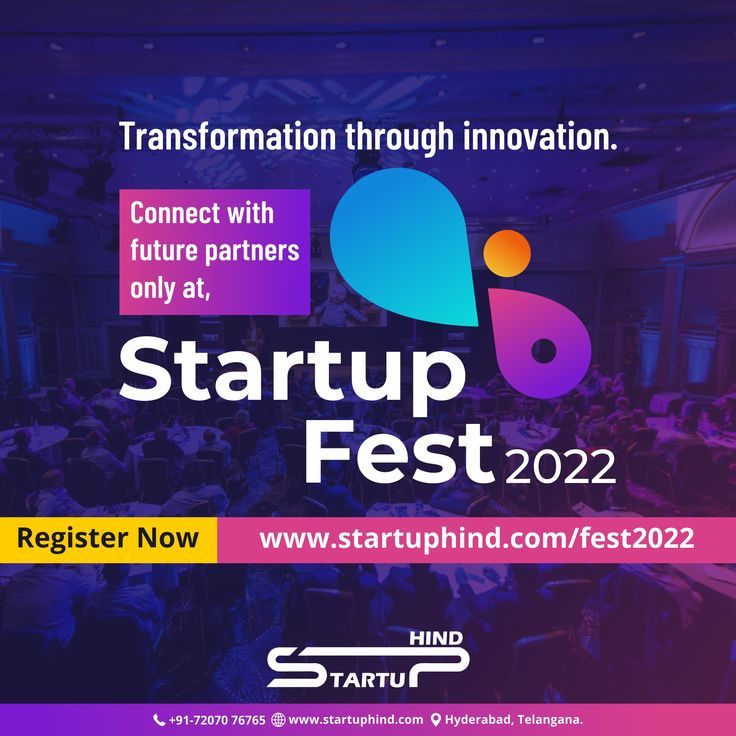 Transformation through innovation.
Connect with
future partners
only at,
Startup
Fest 2022
Register Now www.startuphind.com/fest2022
HIND
STARTUP
+91-72070 76765 www.startuphind.com Hyderabad, Telangana.